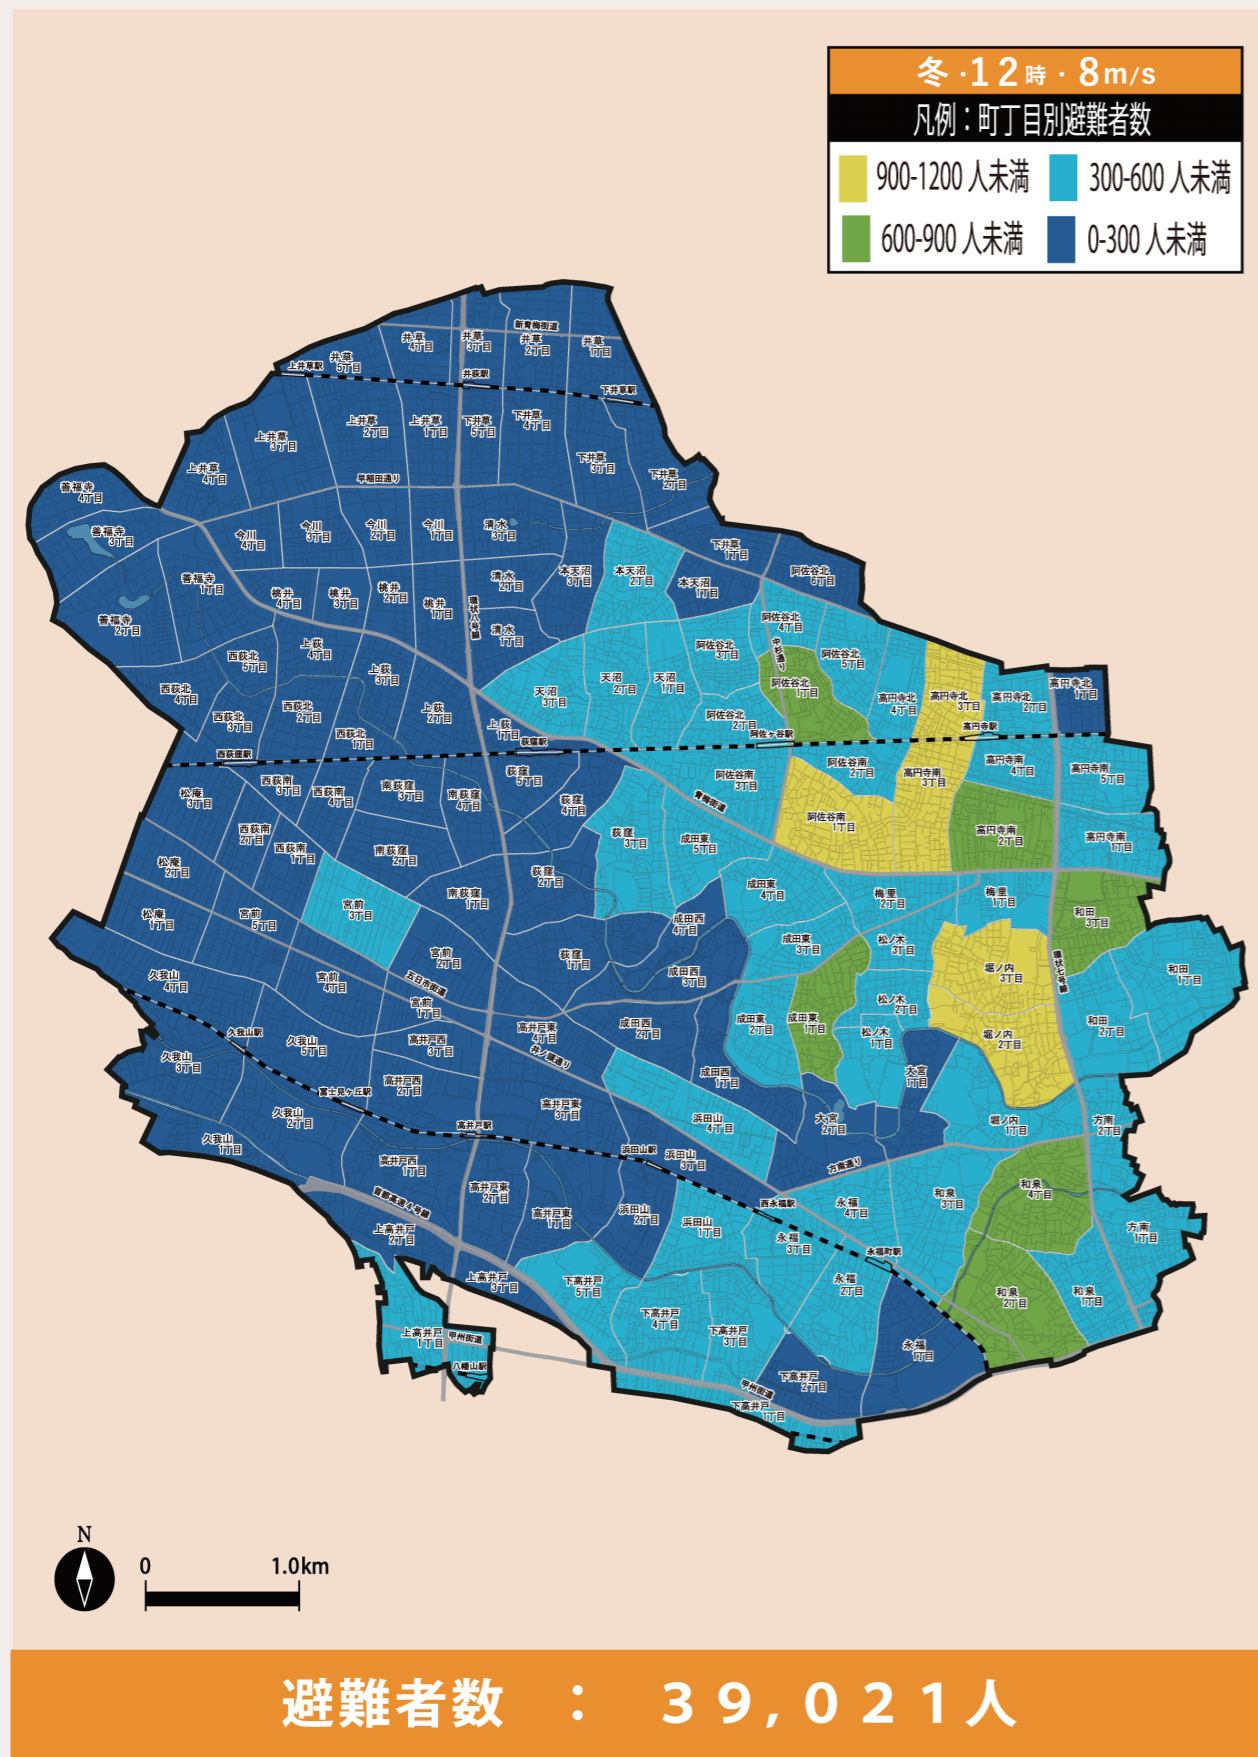 冬・12時・8m/s
凡例：町丁目別避難者数
900-1200 人未満
300-600 人未満
600-900 人未満
0-300 人未満
新青梅街道
井草
4丁目
井草
3丁目
井草
2丁目
井草
1丁目
井草
5丁目
上井草駅
井荻駅
下井草駅
上井草
2丁目
上井草
1丁目
下井草
5丁目
下井草
4丁目
上井草
3丁目
上井草
4丁目
下井草
3丁目
下井草
2丁目
早稲田通り
善福寺
4丁目
善福寺
3丁目
今川
4丁目
今川
3丁目
今川
2丁目
今川
1丁目
清水
3丁目
下井草
1丁目
善福寺
1丁目
善福寺
2丁目
桃井
4丁目
桃井
3丁目
桃井
2丁目
桃井
1丁目
環状八号線
清水
2丁目
清水
1丁目
本天沼
3丁目
本天沼
2丁目
本天沼
1丁目
阿佐谷北
6丁目
阿佐谷北
4丁目
中杉通り
阿佐谷北
3丁目
阿佐谷北
5丁目
阿佐谷北
1丁目
阿佐谷北
2丁目
西荻北
5丁目
上荻
4丁目
上荻
3丁目
西荻北
4丁目
西荻北
3丁目
西荻北
2丁目
西荻北
1丁目
上荻
2丁目
上荻
1丁目
天沼
3丁目
天沼
2丁目
天沼
1丁目
高円寺北
4丁目
高円寺北
3丁目
高円寺北
2丁目
高円寺北
1丁目
西荻窪駅
荻窪駅
阿佐ヶ谷駅
高円寺駅
松庵
3丁目
西荻南
3丁目
西荻南
4丁目
南荻窪
3丁目
南荻窪
4丁目
荻窪
5丁目
荻窪
4丁目
青梅街道
阿佐谷南
3丁目
阿佐谷南
2丁目
高円寺南
3丁目
高円寺南
4丁目
高円寺南
5丁目
西荻南
2丁目
西荻南
1丁目
南荻窪
2丁目
荻窪
3丁目
成田東
5丁目
阿佐谷南
1丁目
高円寺南
2丁目
高円寺南
1丁目
松庵
2丁目
松庵
1丁目
宮前
5丁目
宮前
3丁目
南荻窪
1丁目
荻窪
2丁目
成田東
4丁目
梅里
2丁目
梅里
1丁目
和田
3丁目
成田西
4丁目
成田東
3丁目
松ノ木
3丁目
宮前
2丁目
荻窪
1丁目
成田西
3丁目
堀ノ内
3丁目
環状七号線
和田
1丁目
久我山
4丁目
宮前
4丁目
五日市街道
宮前
1丁目
松ノ木
2丁目
成田東
2丁目
成田東
1丁目
松ノ木
1丁目
堀ノ内
2丁目
和田
2丁目
久我山駅
久我山
5丁目
久我山
3丁目
高井戸西
3丁目
高井戸東
4丁目
井ノ頭通り
成田西
2丁目
成田西
1丁目
大宮
1丁目
富士見ヶ丘駅
高井戸西
2丁目
久我山
2丁目
久我山
1丁目
高井戸東
3丁目
高井戸駅
浜田山
4丁目
大宮
2丁目
堀ノ内
1丁目
方南
2丁目
浜田山駅
浜田山
3丁目
方南通り
高井戸西
1丁目
首都高速4号線
高井戸東
2丁目
高井戸東
1丁目
浜田山
2丁目
浜田山
1丁目
西永福駅
永福
4丁目
和泉
3丁目
和泉
4丁目
方南
1丁目
上高井戸
2丁目
永福
3丁目
永福町駅
上高井戸
3丁目
下高井戸
5丁目
永福
2丁目
和泉
2丁目
和泉
1丁目
下高井戸
4丁目
下高井戸
3丁目
永福
1丁目
上高井戸
1丁目
甲州街道
八幡山駅
下高井戸
2丁目
甲州街道
下高井戸
1丁目
N
0
1.0km
避難者数 ： 39,021人